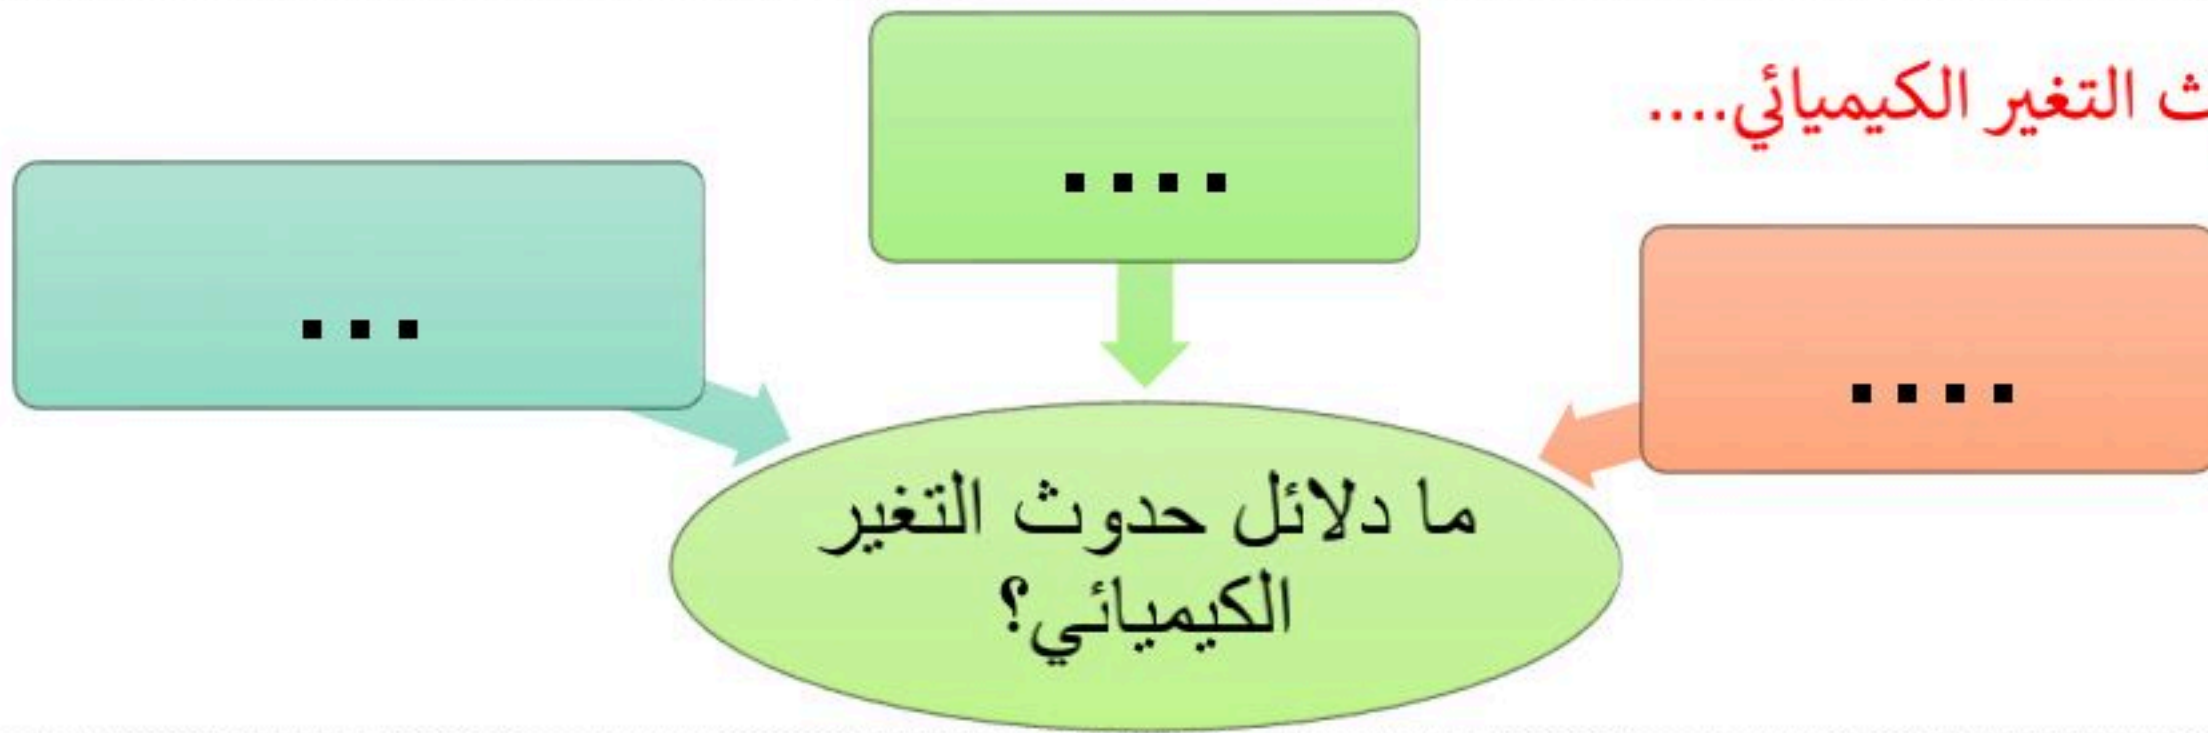 ث التغير الكيميائي....
....
....
...
ما دلائل حدوث التغير
الكيميائي؟